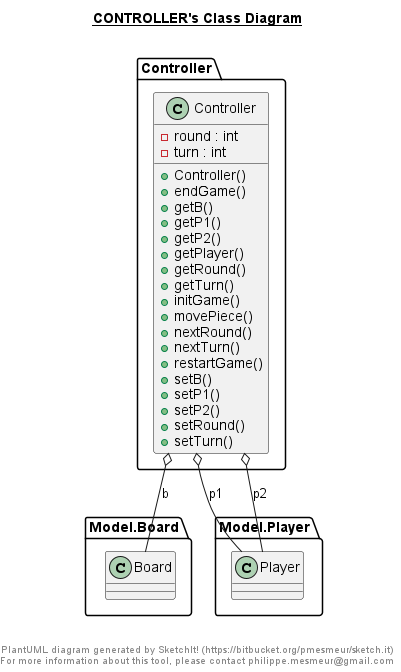 CONTROLLER's Class Diagram
Controller
C Controller
round : int
turn : int
Controller()
endGame()
getB()
getP1()
getP2()
getPlayer()
getRound()
getTurn()
initGame()
movePiece()
nextRound()
nextTurn()
restartGame()
setB()
setP1()
setP2()
setRound()
setTurn()
b p1 p2
Model.Board Model.Player
C Board C Player
PlantUML diagram generated by SketchIt! (https://bitbucket.org/pmesmeur/sketch.it)
For more information about this tool, please contact philippe.mesmeur@gmail.com